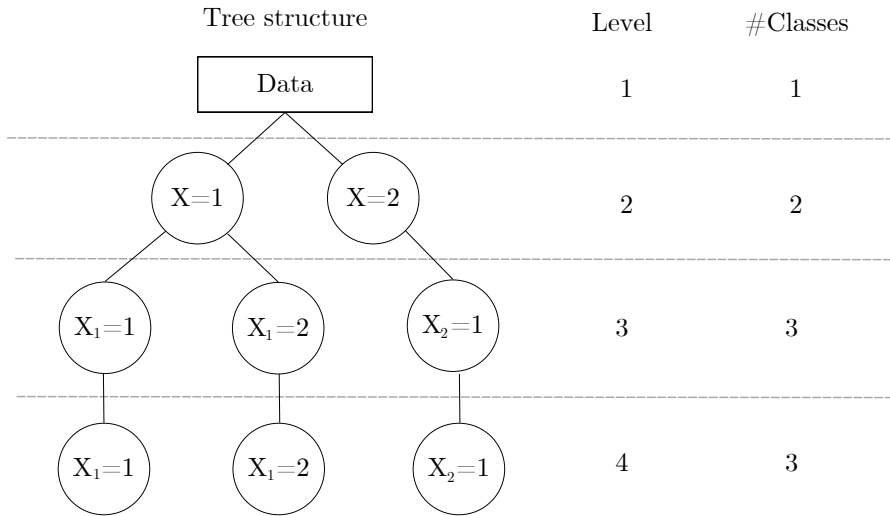 Tree structure Level #Classes
Data 1 1
X=1 X=2 2 2
X₁=1 X₁=2 X₂=1 3 3
X₁=1 X₁=2 X₂=1 4 3